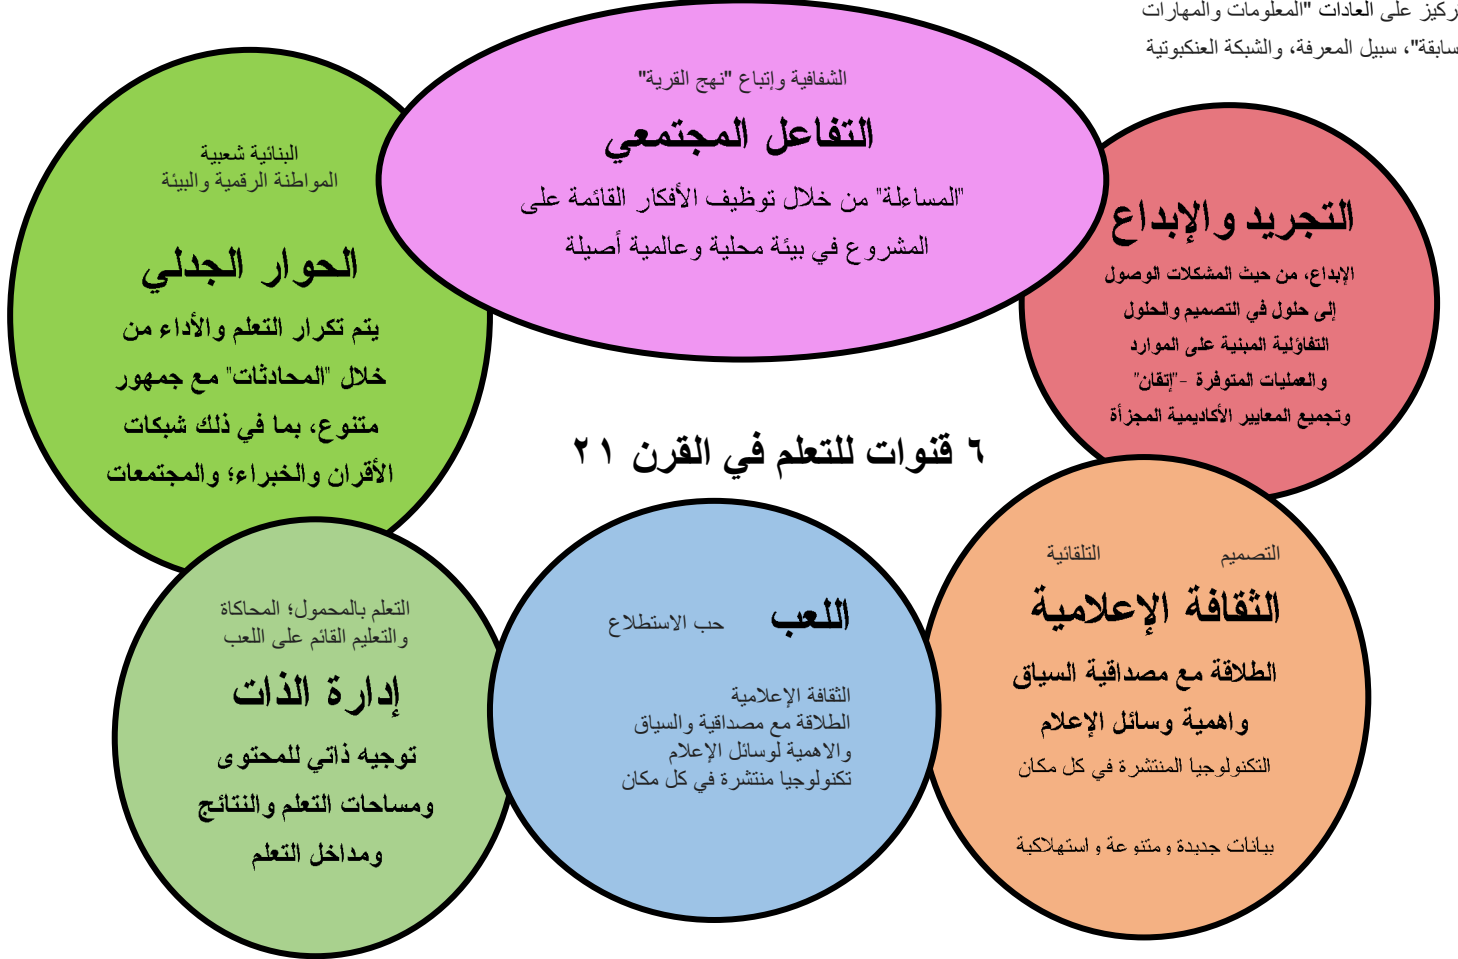 ركيز على العادات "المعلومات والمهارات
سابقة"، سبيل المعرفة، والشبكة العنكبوتية
الشفافية وإتباع "نهج القرية"
التفاعل المجتمعي
"المساءلة" من خلال توظيف الأفكار القائمة على
المشروع في بيئة محلية وعالمية أصيلة
التجريد والإبداع
الإبداع، من حيث المشكلات الوصول
إلى حلول في التصميم والحلول
التفاؤلية المبنية على الموارد
والعمليات المتوفرة -"إتقان"
وتجميع المعايير الأكاديمية المجزأة
البنائية شعبية
المواطنة الرقمية والبيئة
الحوار الجدلي
يتم تكرار التعلم والأداء من
خلال "المحادثات" مع جمهور
متنوع، بما في ذلك شبكات
الأقران والخبراء؛ والمجتمعات
٦ قنوات للتعلم في القرن ٢١
التصميم التلقائية
الثقافة الإعلامية
الطلاقة مع مصداقية السياق
واهمية وسائل الإعلام
التكنولوجيا المنتشرة في كل مكان
بيانات جديدة ومتنوعة واستهلاكية
اللعب حب الاستطلاع
الثقافة الإعلامية
الطلاقة مع مصداقية والسياق
والاهمية لوسائل الإعلام
تكنولوجيا منتشرة في كل مكان
التعلم بالمحمول؛ المحاكاة
والتعليم القائم على اللعب
إدارة الذات
توجيه ذاتي للمحتوى
ومساحات التعلم والنتائج
ومداخل التعلم